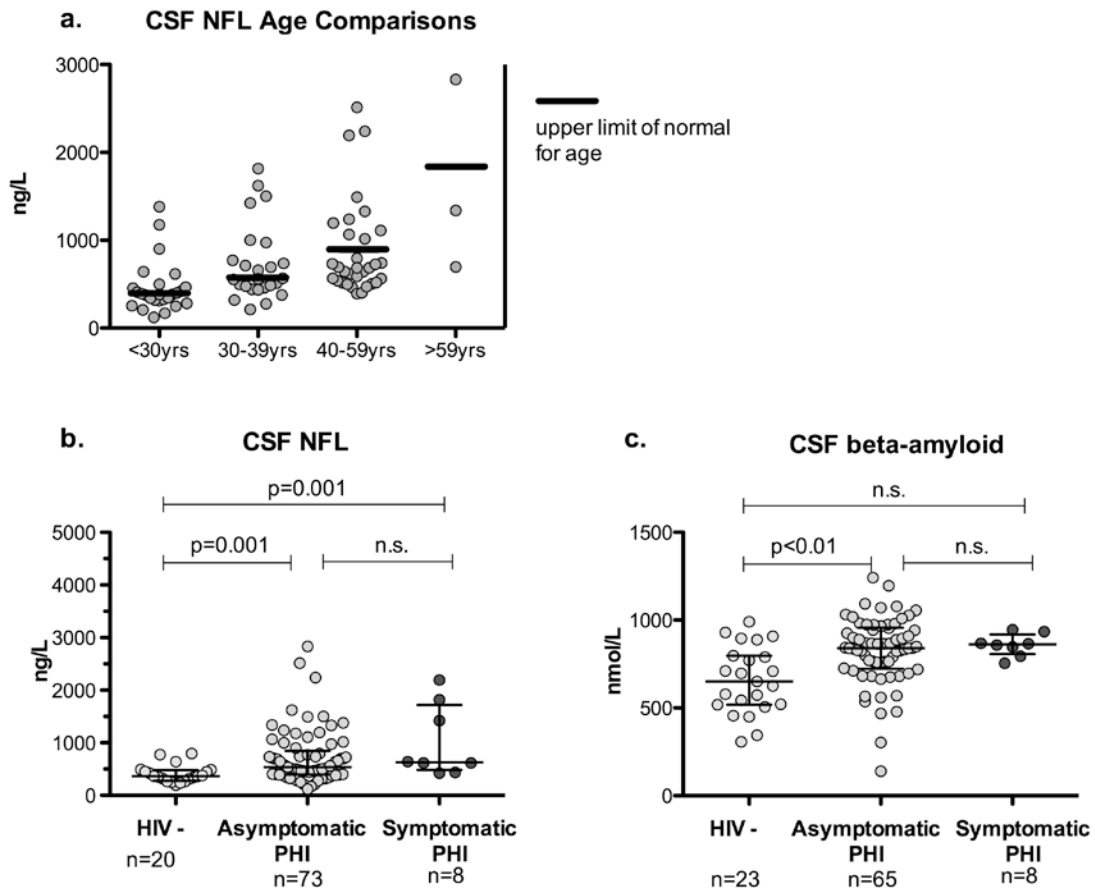 a. CSF NFL Age Comparisons
3000
2000
1000
0
ng/L
<30yrs 30-39yrs 40-59yrs >59yrs
upper limit of normal
for age
b. CSF NFL
p=0.001
p=0.001 n.s.
5000
4000
3000
2000
1000
0
ng/L
HIV - Asymptomatic Symptomatic
PHI PHI
n=20 n=73 n=8
c. CSF beta-amyloid
n.s.
p<0.01 n.s.
1500
1000
500
0
nmol/L
HIV - Asymptomatic Symptomatic
PHI PHI
n=23 n=65 n=8